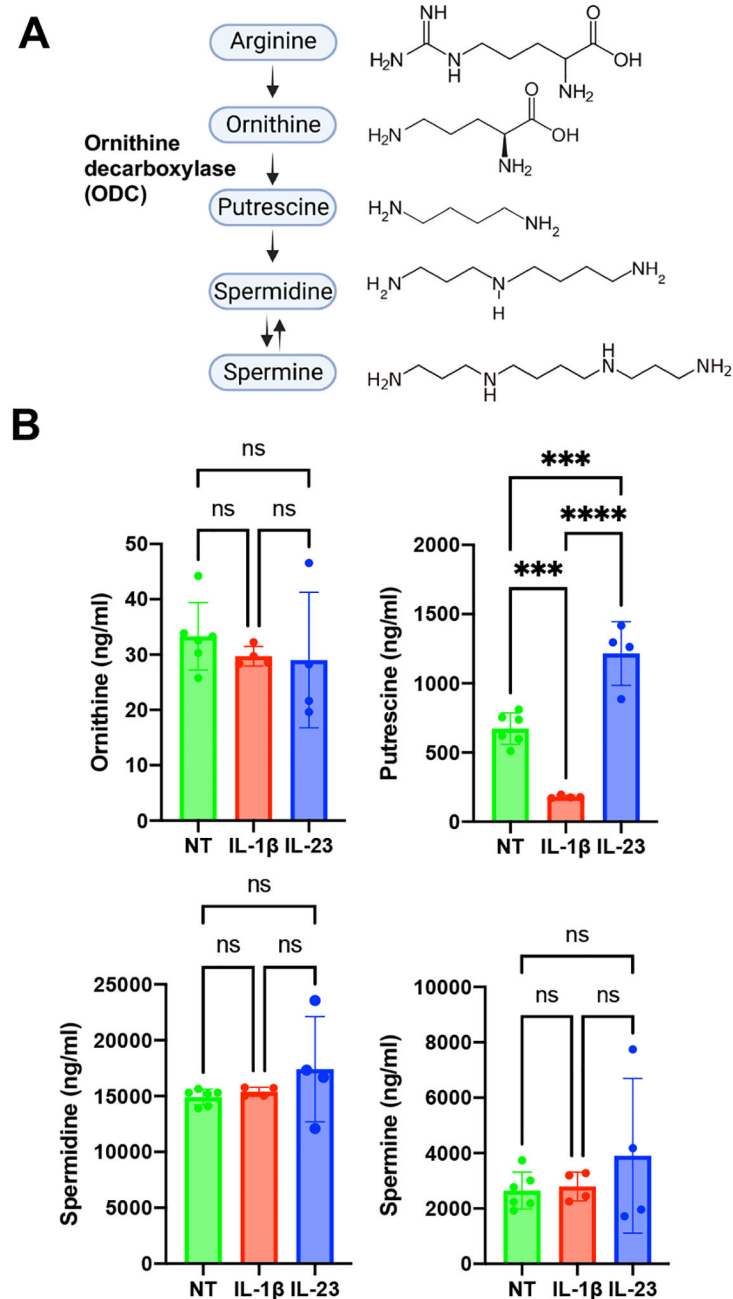 A
Arginine
NH
O
H2N
N
H
OH
NH2
Ornithine
O
H2N
OH
NH2
Ornithine
decarboxylase
(ODC)
Putrescine
H2N
NH2
Spermidine
H2N
N
H
NH2
Spermine
H2N
N
H
H
N
NH2
B
ns
ns ns
50
40
30
20
10
0
Ornithine (ng/ml)
NT IL-1β IL-23
***
****
***
2000
1500
1000
500
0
Putrescine (ng/ml)
NT IL-1β IL-23
ns
ns ns
25000
20000
15000
10000
5000
0
Spermidine (ng/ml)
NT IL-1β IL-23
ns
ns ns
10000
8000
6000
4000
2000
0
Spermine (ng/ml)
NT IL-1β IL-23